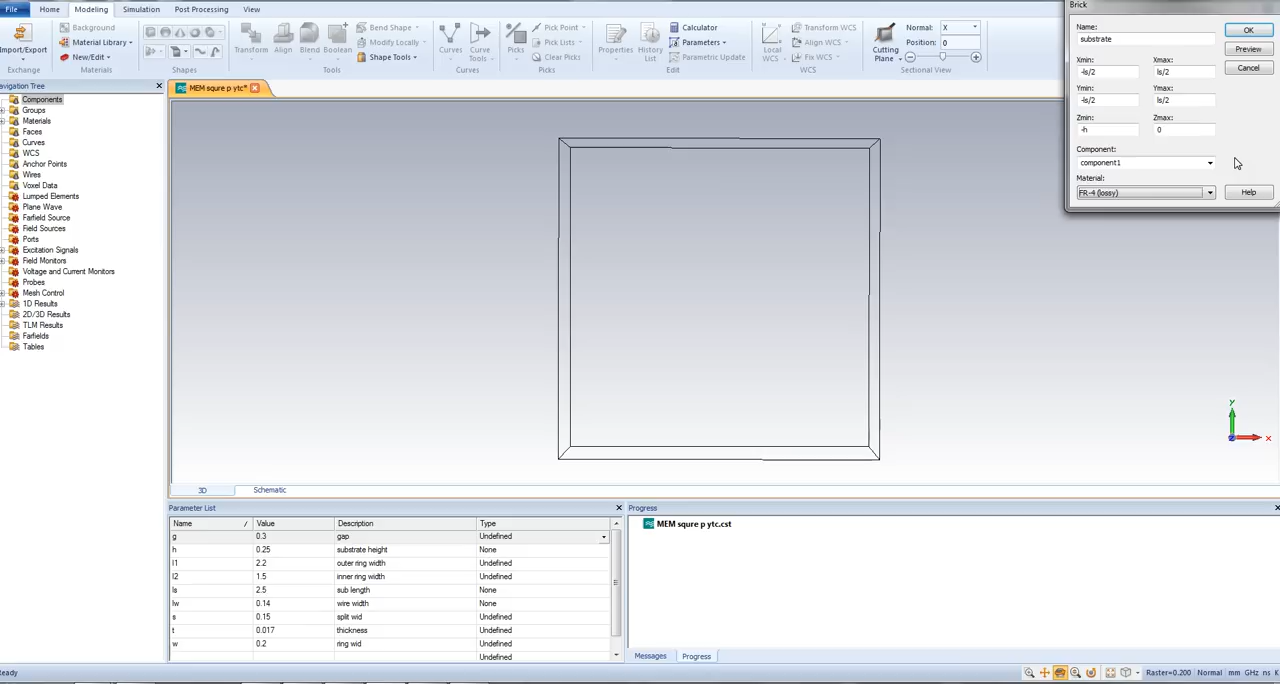 File Home Modeling Simulation Post Processing View
Import/Export
Exchange
Background
Material Library
New/Edit
Materials
Shapes
Transform Align Blend Boolean
Bend Shape
Modify Locally
Shape Tools
Tools
Curves Curve Tools
Curves
Picks
Pick Point
Pick Lists
Clear Picks
Picks
Properties History List
Calculator
Parameters
Parametric Update
Edit
Local WCS
Transform WCS
Align WCS
Fix WCS
WCS
Cutting Plane
Normal: X
Position: 0
Sectional View
Navigation Tree
Components
Groups
Materials
Faces
Curves
WCS
Anchor Points
Wires
Voxel Data
Lumped Elements
Plane Wave
Farfield Source
Field Sources
Ports
Excitation Signals
Field Monitors
Voltage and Current Monitors
Probes
Mesh Control
1D Results
2D/3D Results
TLM Results
Farfields
Tables
MEM squre p ytc*
Brick
Name:
substrate
Xmin: Xmax:
-ls/2 ls/2
Ymin: Ymax:
-ls/2 ls/2
Zmin: Zmax:
-h 0
Component:
component1
Material:
FR-4 (lossy)
OK
Preview
Cancel
Help
y
x
3D Schematic
Parameter List
Name / Value Description Type
g 0.3 gap Undefined
h 0.25 substrate height None
l1 2.2 outer ring width Undefined
l2 1.5 inner ring width Undefined
ls 2.5 sub length None
lw 0.14 wire width None
s 0.15 split wid Undefined
t 0.017 thickness Undefined
w 0.2 ring wid Undefined
Undefined
Progress
MEM squre p ytc.cst
Messages Progress
Ready
Raster=0.200 Normal mm GHz ns K